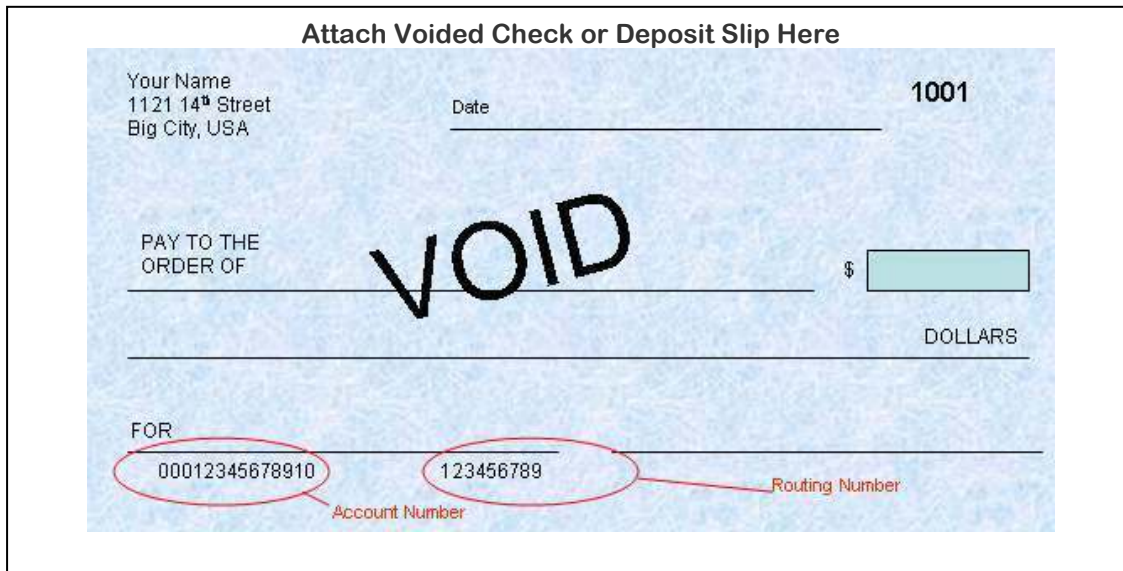 Attach Voided Check or Deposit Slip Here
Your Name
1121 14th Street
Big City, USA
Date
1001
VOID
PAY TO THE
ORDER OF
$
DOLLARS
FOR
00012345678910
123456789
Account Number
Routing Number